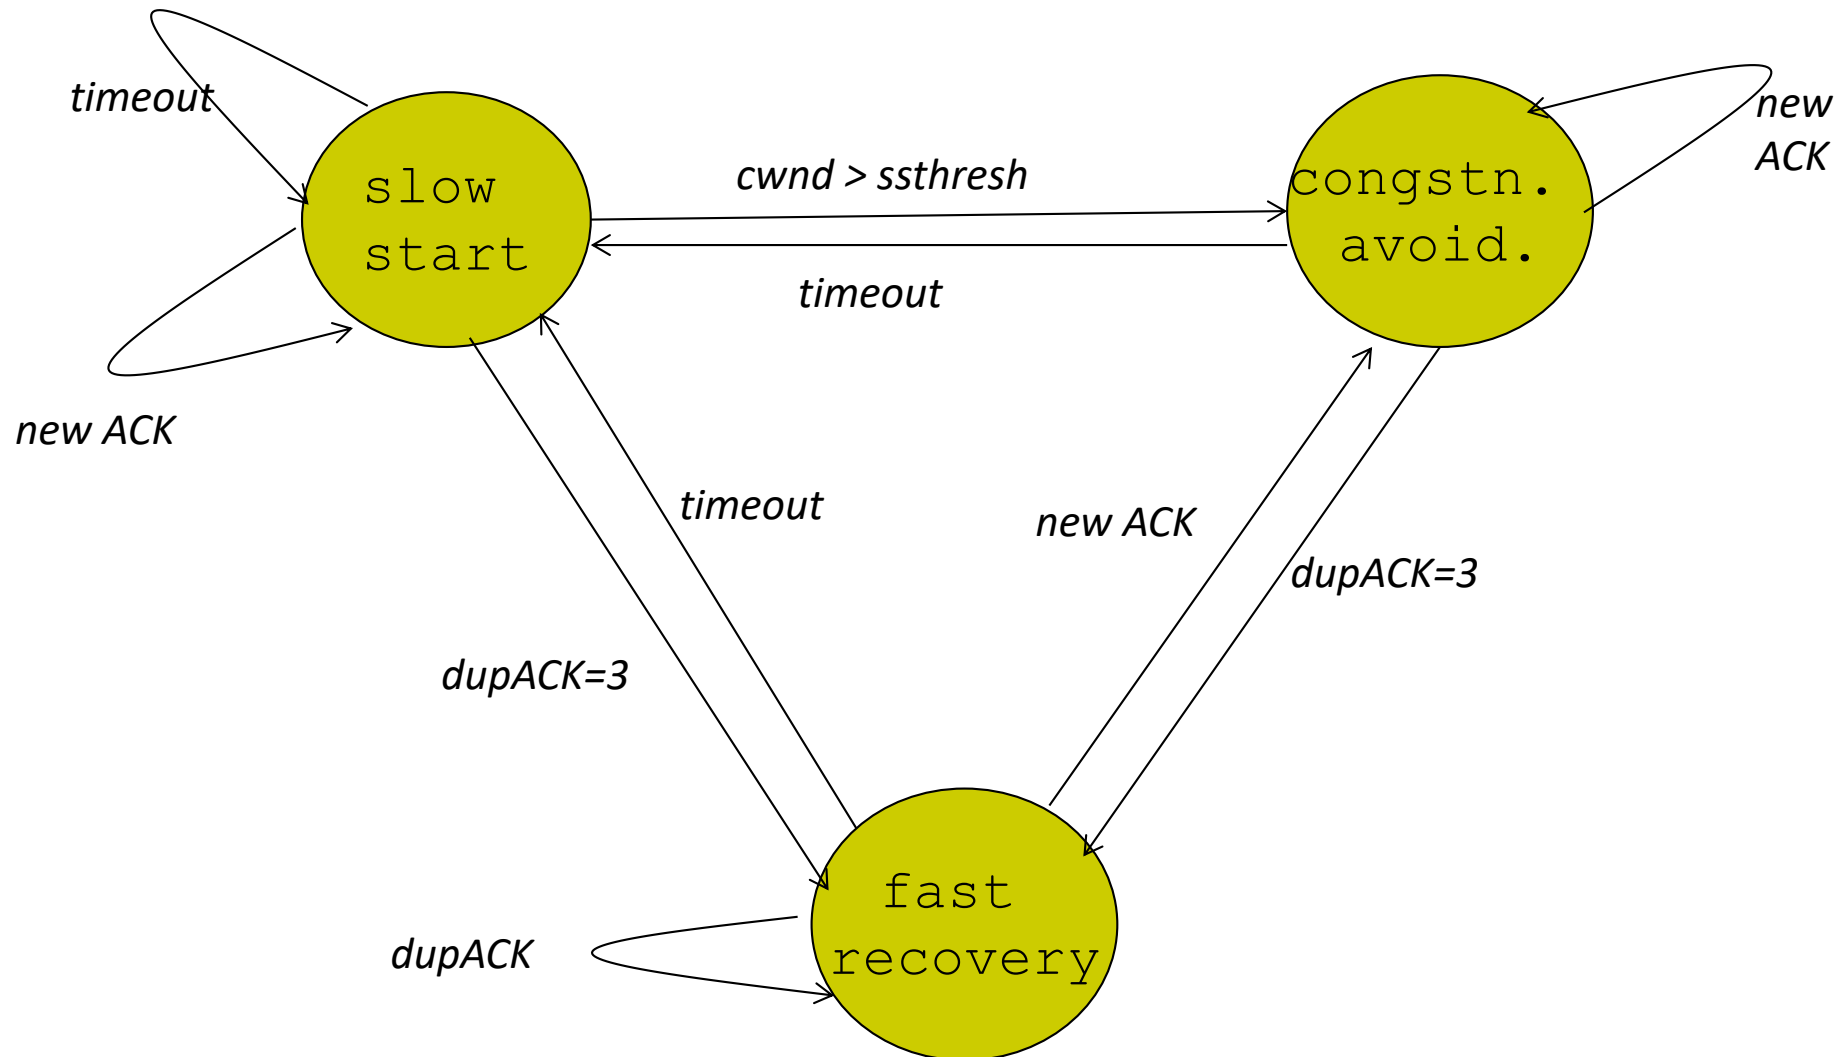 timeout
slow
start
new ACK
cwnd > ssthresh
timeout
congstn.
avoid.
new
ACK
timeout
dupACK=3
new ACK
dupACK=3
fast
recovery
dupACK